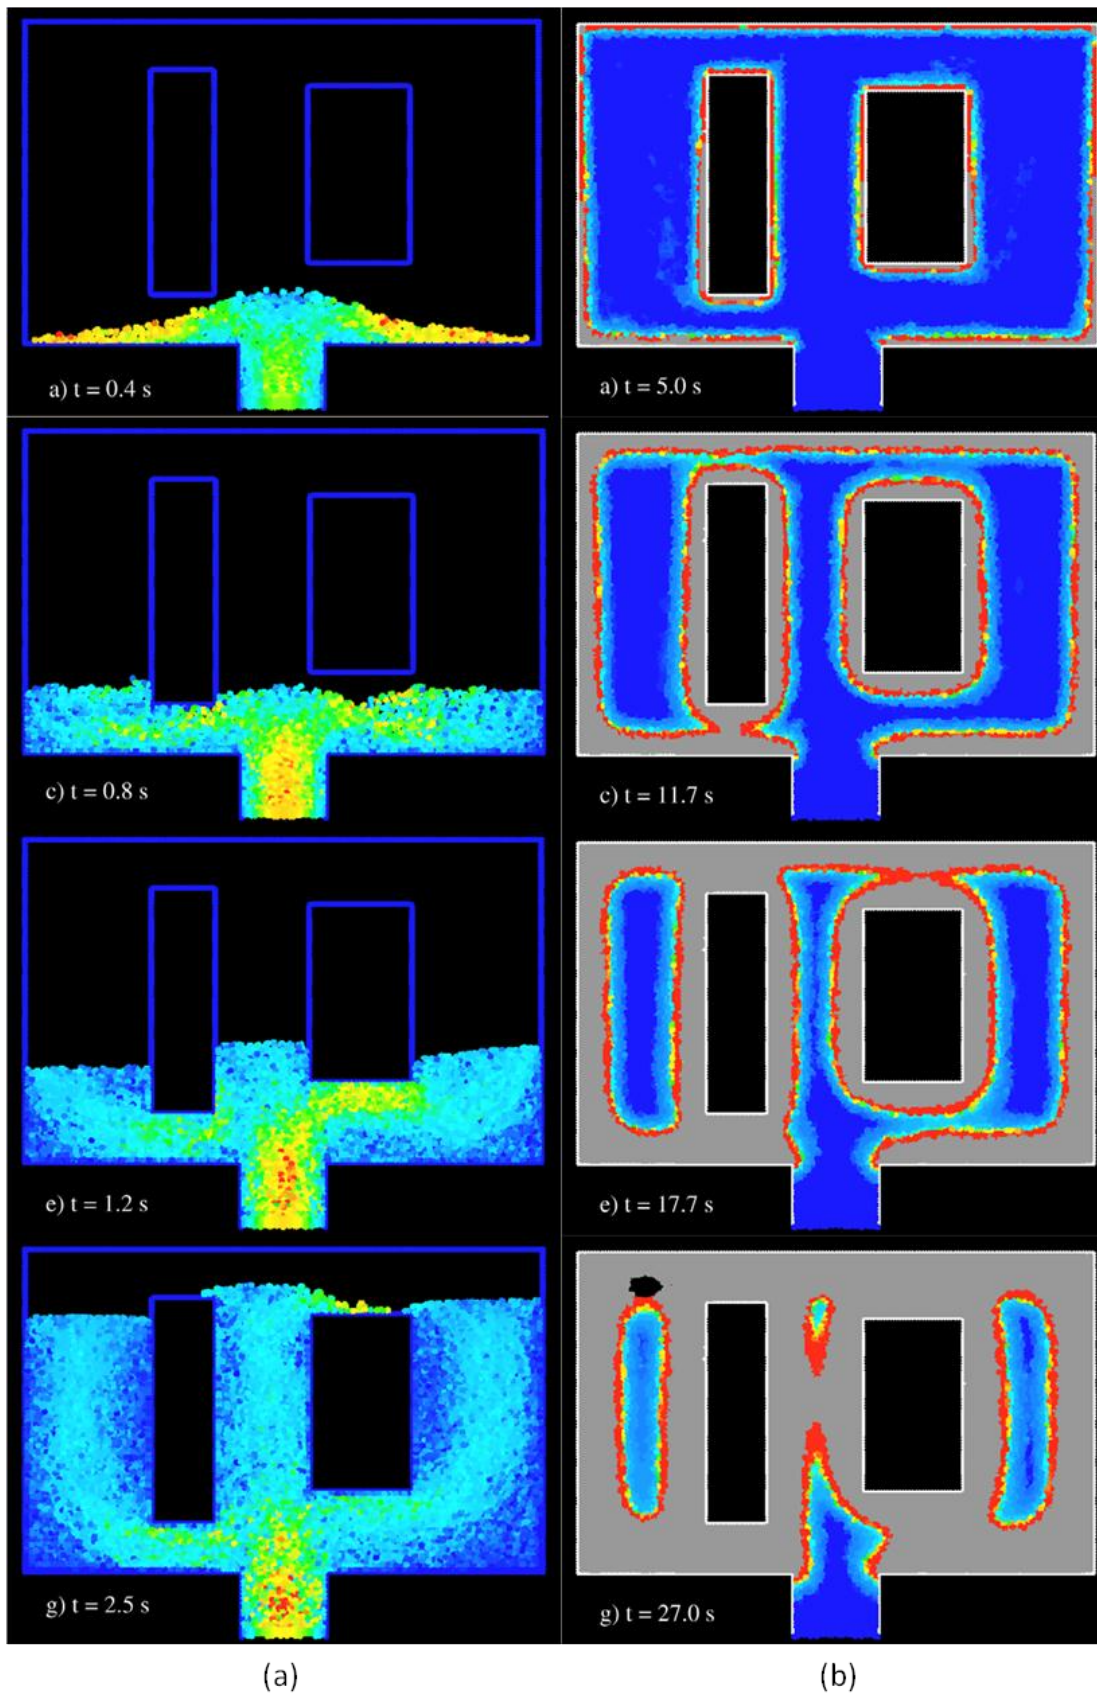 a) t = 0.4 s
a) t = 5.0 s
c) t = 0.8 s
c) t = 11.7 s
e) t = 1.2 s
e) t = 17.7 s
g) t = 2.5 s
g) t = 27.0 s
(a)
(b)